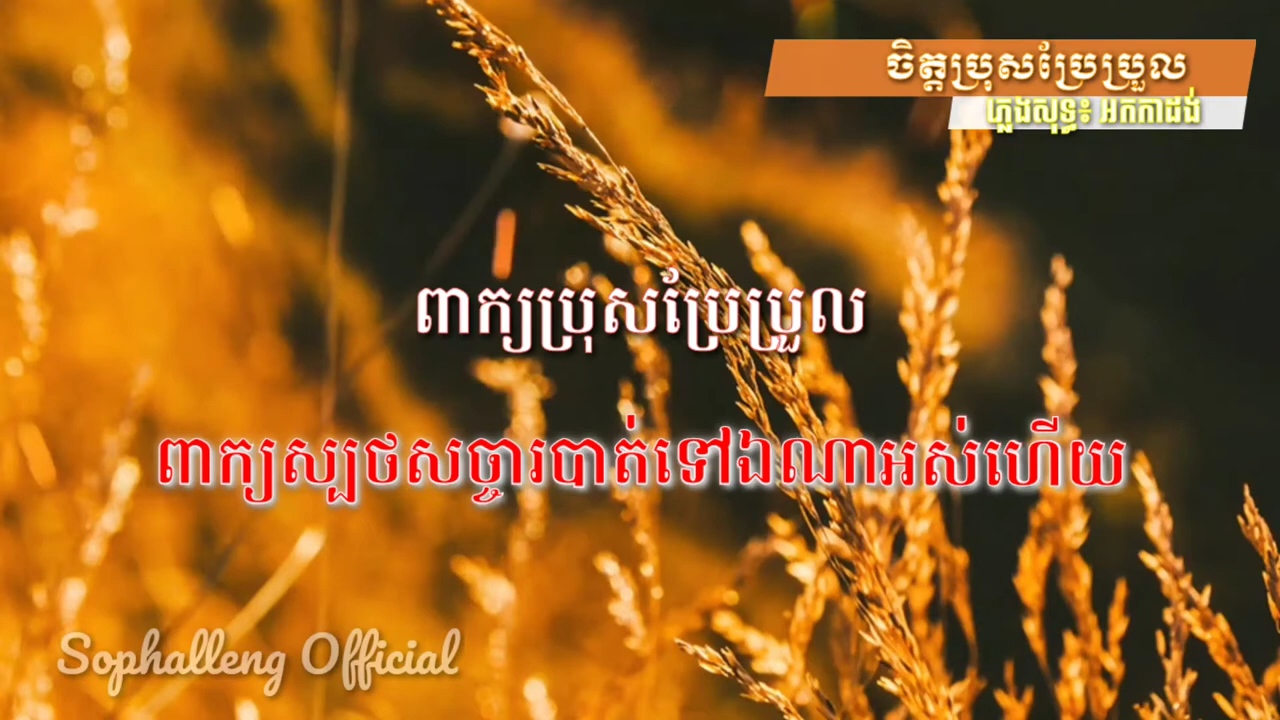 ចិត្តប្រុសប្រែប្រួល
ភ្លេងសុទ្ធ៖ អកកាដង់
ពាក្យប្រុសប្រែប្រួល
ពាក្យស្បថសច្ចារបាត់ទៅឯណាអស់ហើយ
Sophalleng Official